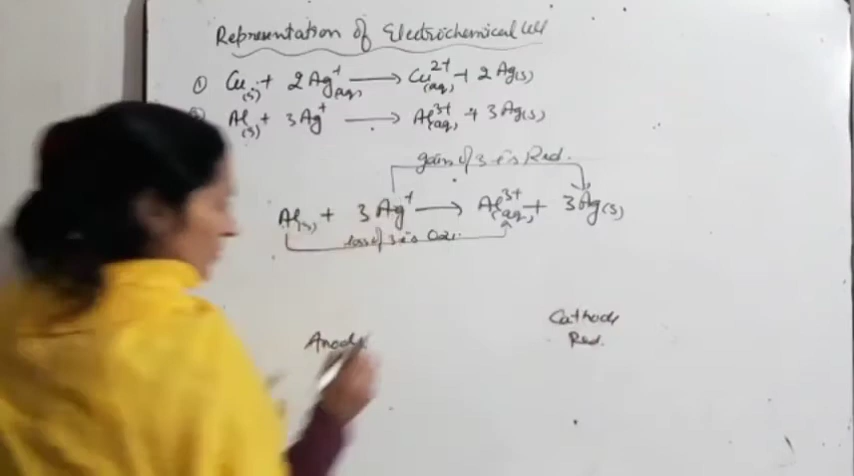 Representation of Electrochemical Cell
① Cu(s) + 2Ag⁺(aq) ⟶ Cu²⁺(aq) + 2Ag(s)
Al(s) + 3Ag⁺ ⟶ Al³⁺(aq) + 3Ag(s)
gain of 3 e⁻s Red.
Al(s) + 3Ag⁺ ⟶ Al³⁺(aq) + 3Ag(s)
loss of 3 e⁻s Oxi.
Cathode
Anode
Red.